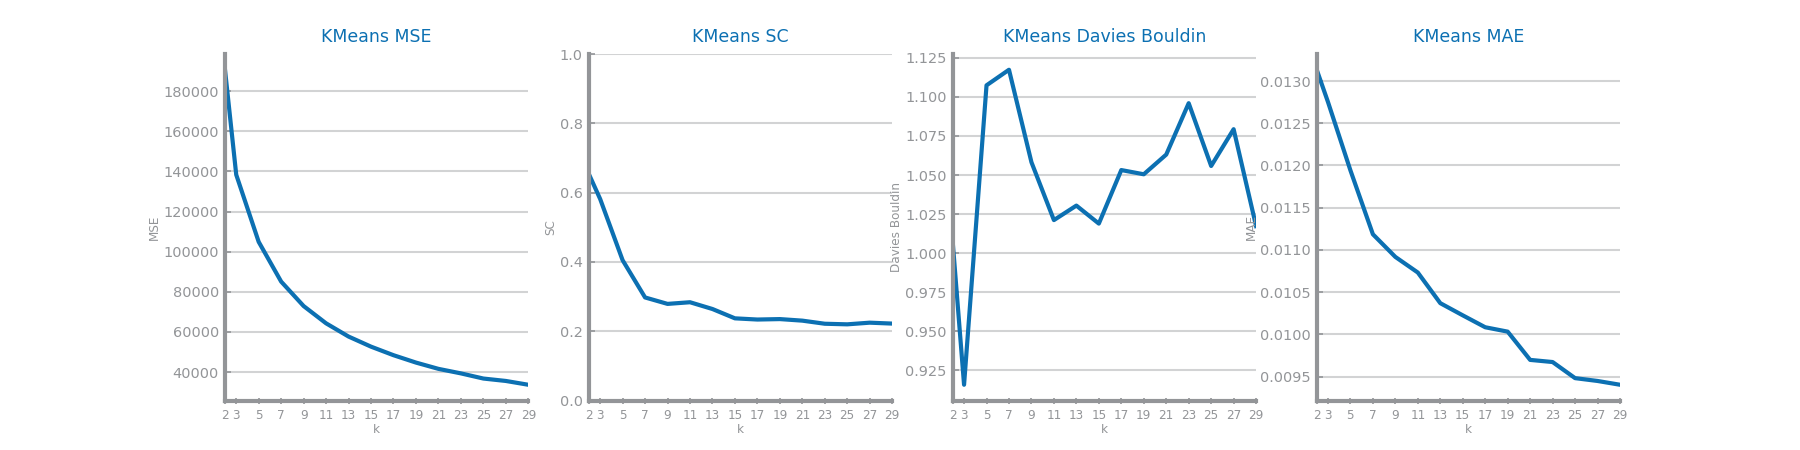 KMeans MSE
MSE
180000
160000
140000
120000
100000
80000
60000
40000
2 3 5 7 9 11 13 15 17 19 21 23 25 27 29
k
KMeans SC
SC
1.0
0.8
0.6
0.4
0.2
0.0
2 3 5 7 9 11 13 15 17 19 21 23 25 27 29
k
KMeans Davies Bouldin
Davies Bouldin
1.125
1.100
1.075
1.050
1.025
1.000
0.975
0.950
0.925
2 3 5 7 9 11 13 15 17 19 21 23 25 27 29
k
KMeans MAE
MAE
0.0130
0.0125
0.0120
0.0115
0.0110
0.0105
0.0100
0.0095
2 3 5 7 9 11 13 15 17 19 21 23 25 27 29
k